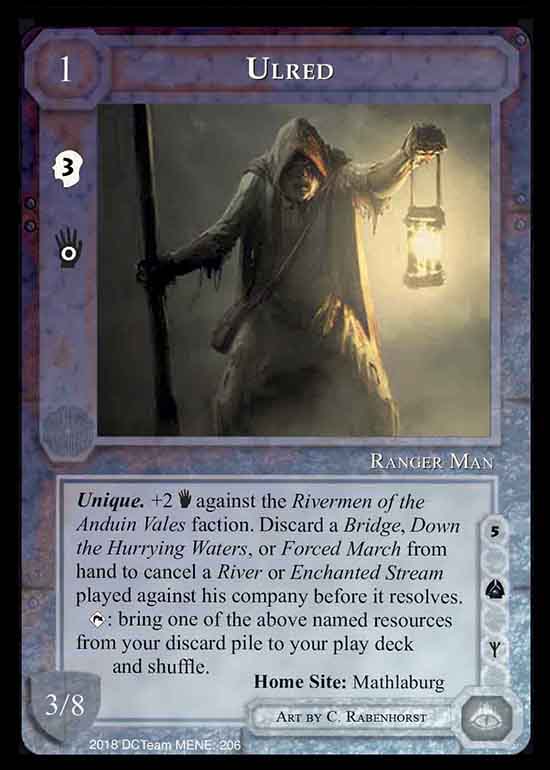 1
ULRED
3
0
RANGER MAN
Unique. +2 against the Rivermen of the
Anduin Vales faction. Discard a Bridge, Down
the Hurrying Waters, or Forced March from
hand to cancel a River or Enchanted Stream
played against his company before it resolves.
: bring one of the above named resources
from your discard pile to your play deck
and shuffle.
5
Home Site: Mathlaburg
3/8
ART BY C. RABENHORST
2018 DCTeam MENE: 206